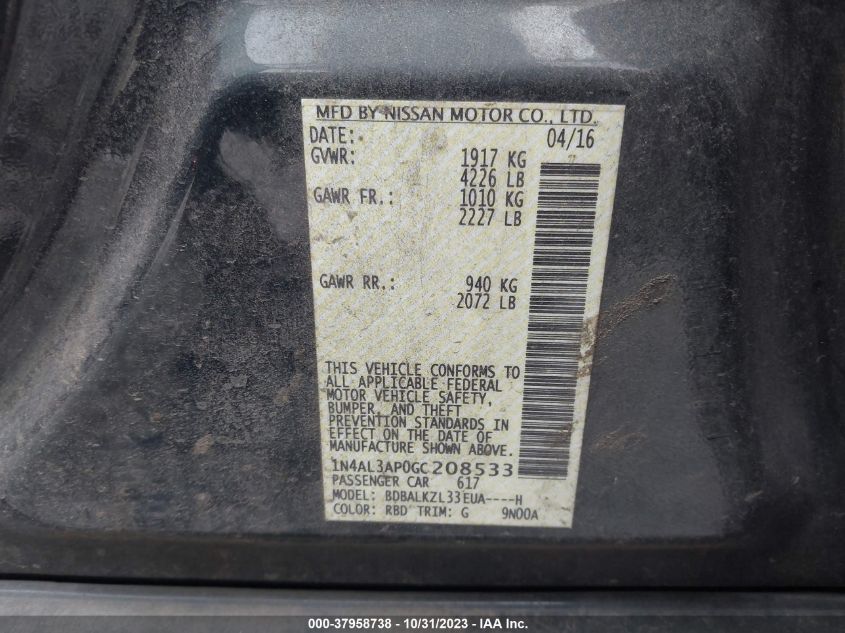 MFD BY NISSAN MOTOR CO., LTD.
DATE: 04/16
GVWR: 1917 KG
4226 LB
GAWR FR.: 1010 KG
2227 LB
GAWR RR.: 940 KG
2072 LB
THIS VEHICLE CONFORMS TO
ALL APPLICABLE FEDERAL
MOTOR VEHICLE SAFETY,
BUMPER, AND THEFT
PREVENTION STANDARDS IN
EFFECT ON THE DATE OF
MANUFACTURE SHOWN ABOVE.
1N4AL3AP0GC208533
PASSENGER CAR 617
MODEL: BDBALKZL33EUA----H
COLOR: RBD TRIM: G 9N00A
000-37958738 - 10/31/2023 - IAA Inc.